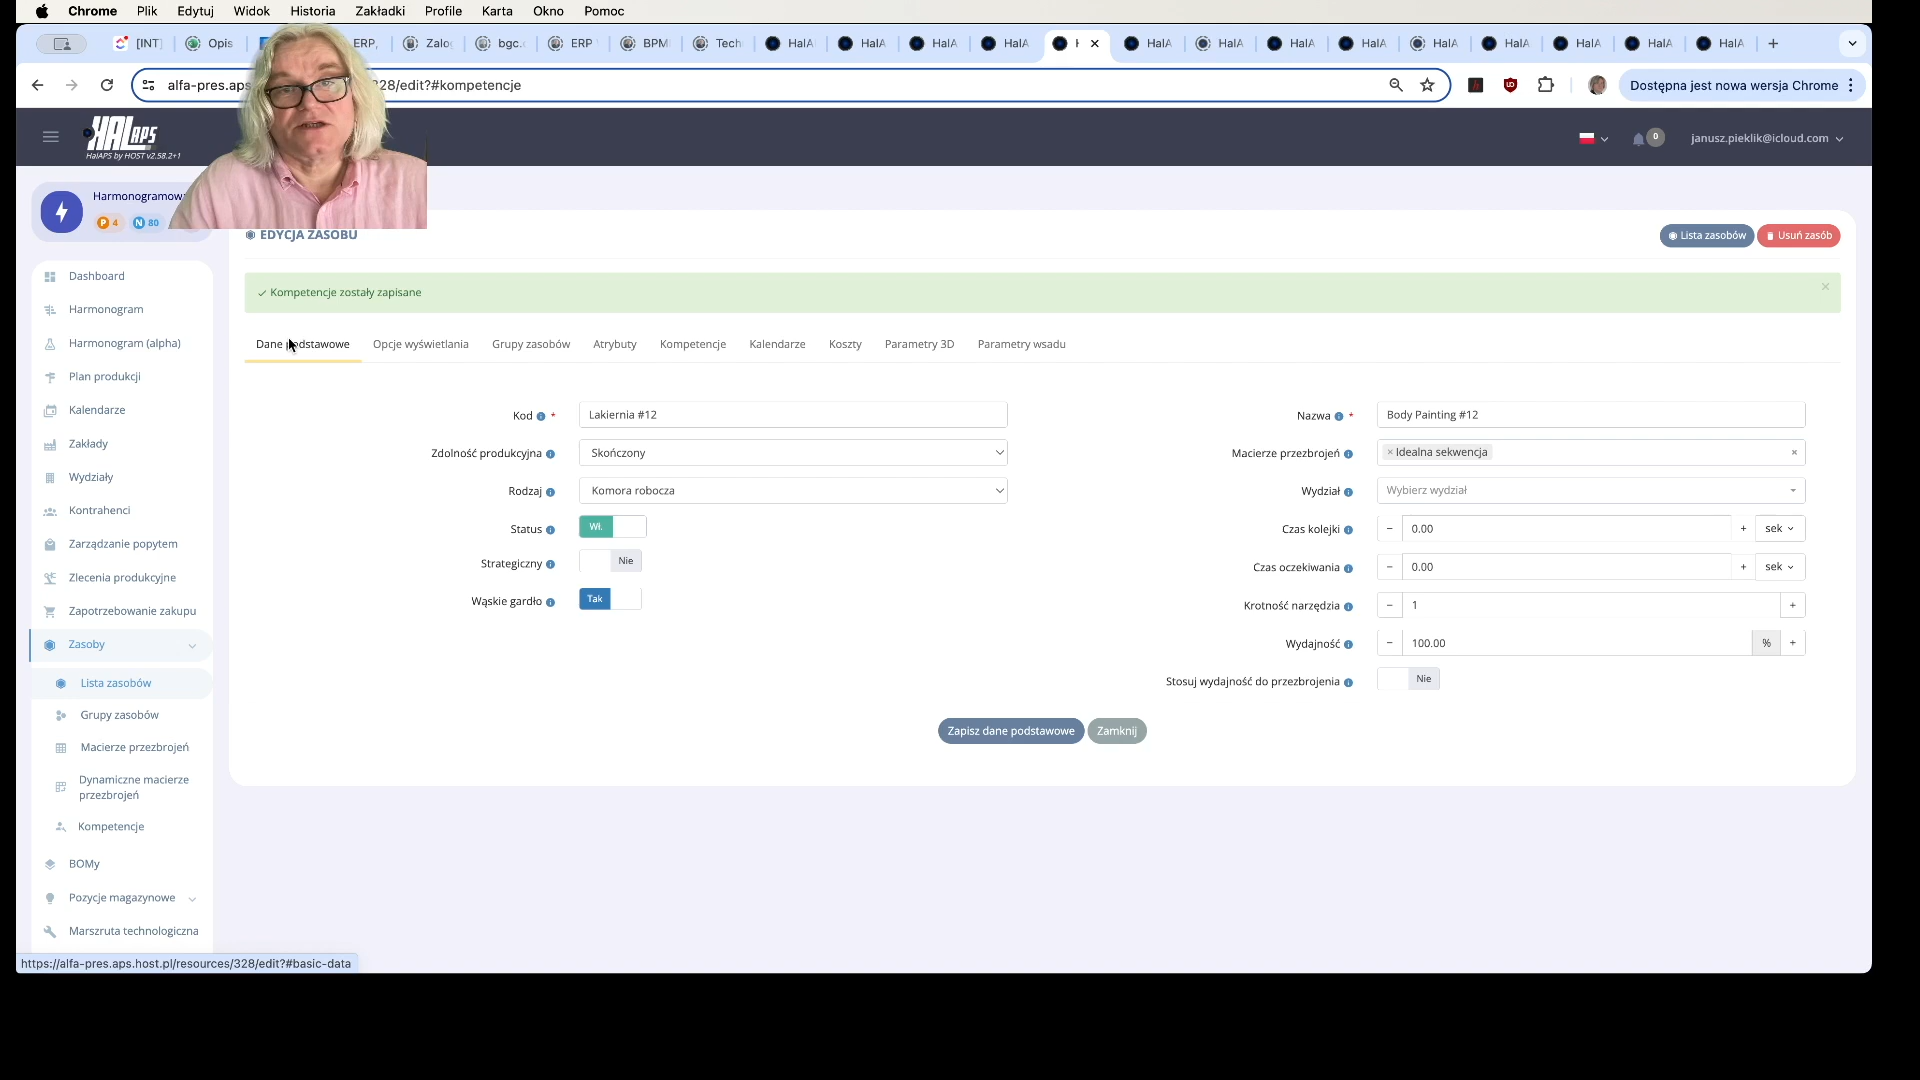 Chrome Plik Edytuj Widok Historia Zakładki Profile Karta Okno Pomoc
[INT] Opis ERP, Zalo bgc. ERP BPM Tech HalA HalA HalA HalA HalA HalA HalA HalA HalA HalA HalA HalA HalA
alfa-pres.aps 28/edit?#kompetencje Dostępna jest nowa wersja Chrome
HAL APS
HalAPS by HOST v2.58.2+1
0 janusz.pieklik@icloud.com
Harmonogramow
P 4 N 80
EDYCJA ZASOBU
Lista zasobów Usuń zasób
Kompetencje zostały zapisane
Dane podstawowe Opcje wyświetlania Grupy zasobów Atrybuty Kompetencje Kalendarze Koszty Parametry 3D Parametry wsadu
Kod * Lakiernia #12 Nazwa * Body Painting #12
Zdolność produkcyjna Skończony Macierze przezbrojeń × Idealna sekwencja ×
Rodzaj Komora robocza Wydział Wybierz wydział
Status Wł. Czas kolejki − 0.00 + sek
Strategiczny Nie Czas oczekiwania − 0.00 + sek
Wąskie gardło Tak Krotność narzędzia − 1 +
Wydajność − 100.00 % +
Stosuj wydajność do przezbrojenia Nie
Zapisz dane podstawowe Zamknij
Dashboard
Harmonogram
Harmonogram (alpha)
Plan produkcji
Kalendarze
Zakłady
Wydziały
Kontrahenci
Zarządzanie popytem
Zlecenia produkcyjne
Zapotrzebowanie zakupu
Zasoby
Lista zasobów
Grupy zasobów
Macierze przezbrojeń
Dynamiczne macierze
przezbrojeń
Kompetencje
BOMy
Pozycje magazynowe
Marszruta technologiczna
https://alfa-pres.aps.host.pl/resources/328/edit?#basic-data